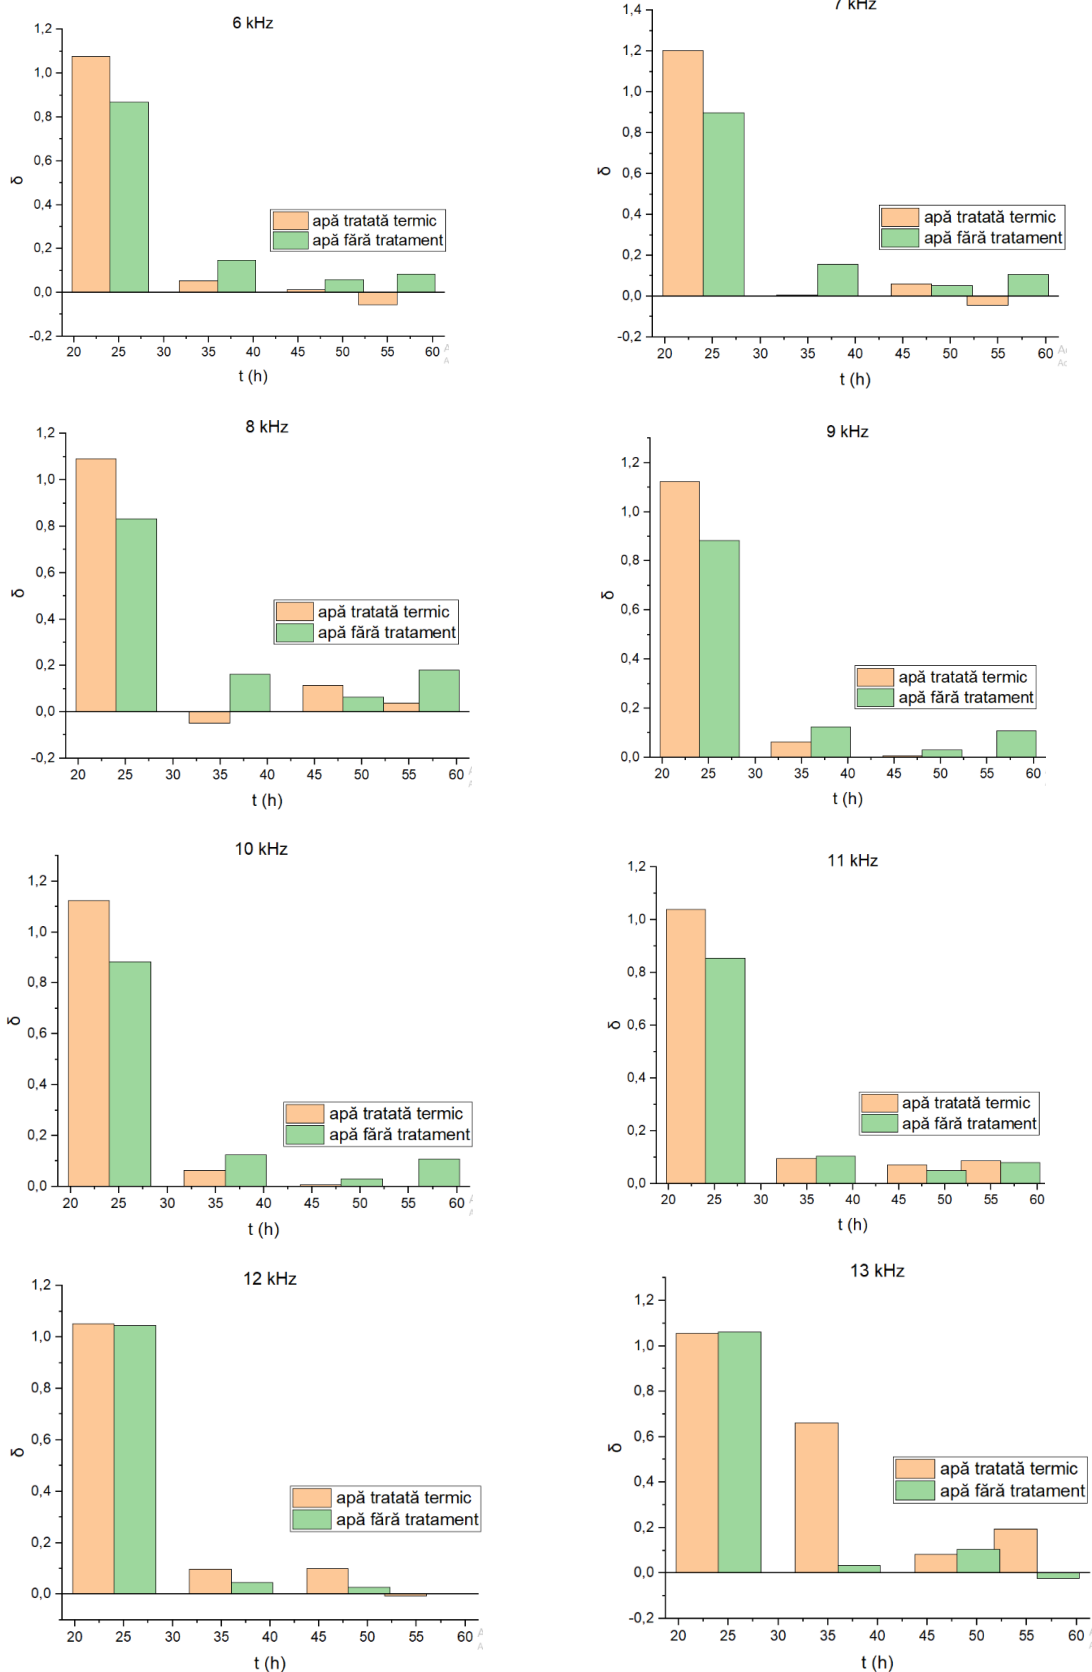 6 kHz
1,2
1,0
0,8
0,6
0,4
0,2
0,0
-0,2
δ
apă tratată termic
apă fără tratament
20 25 30 35 40 45 50 55 60
t (h)
7 kHz
1,4
1,2
1,0
0,8
0,6
0,4
0,2
0,0
-0,2
δ
apă tratată termic
apă fără tratament
20 25 30 35 40 45 50 55 60
t (h)
8 kHz
1,2
1,0
0,8
0,6
0,4
0,2
0,0
-0,2
δ
apă tratată termic
apă fără tratament
20 25 30 35 40 45 50 55 60
t (h)
9 kHz
1,2
1,0
0,8
0,6
0,4
0,2
0,0
δ
apă tratată termic
apă fără tratament
20 25 30 35 40 45 50 55 60
t (h)
10 kHz
1,2
1,0
0,8
0,6
0,4
0,2
0,0
δ
apă tratată termic
apă fără tratament
20 25 30 35 40 45 50 55 60
t (h)
11 kHz
1,2
1,0
0,8
0,6
0,4
0,2
0,0
δ
apă tratată termic
apă fără tratament
20 25 30 35 40 45 50 55 60
t (h)
12 kHz
1,2
1,0
0,8
0,6
0,4
0,2
0,0
δ
apă tratată termic
apă fără tratament
20 25 30 35 40 45 50 55 60
t (h)
13 kHz
1,2
1,0
0,8
0,6
0,4
0,2
0,0
-0,2
δ
apă tratată termic
apă fără tratament
20 25 30 35 40 45 50 55 60
t (h)